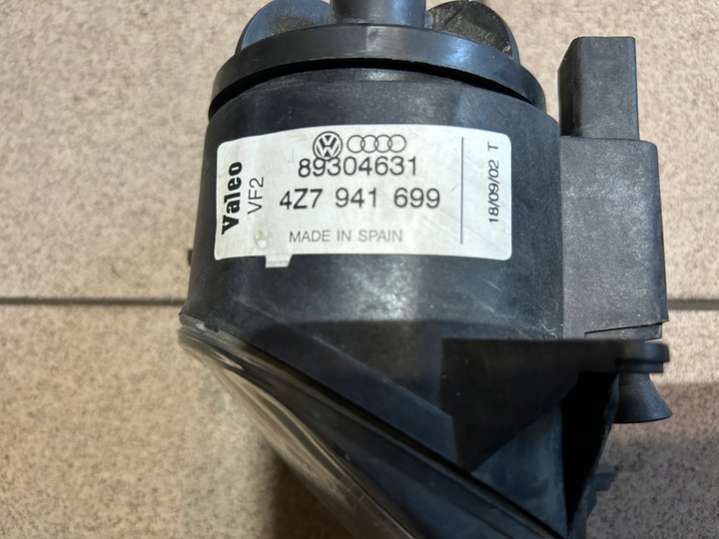 Valeo
VF2
89304631
4Z7 941 699
MADE IN SPAIN
18/09/02 T